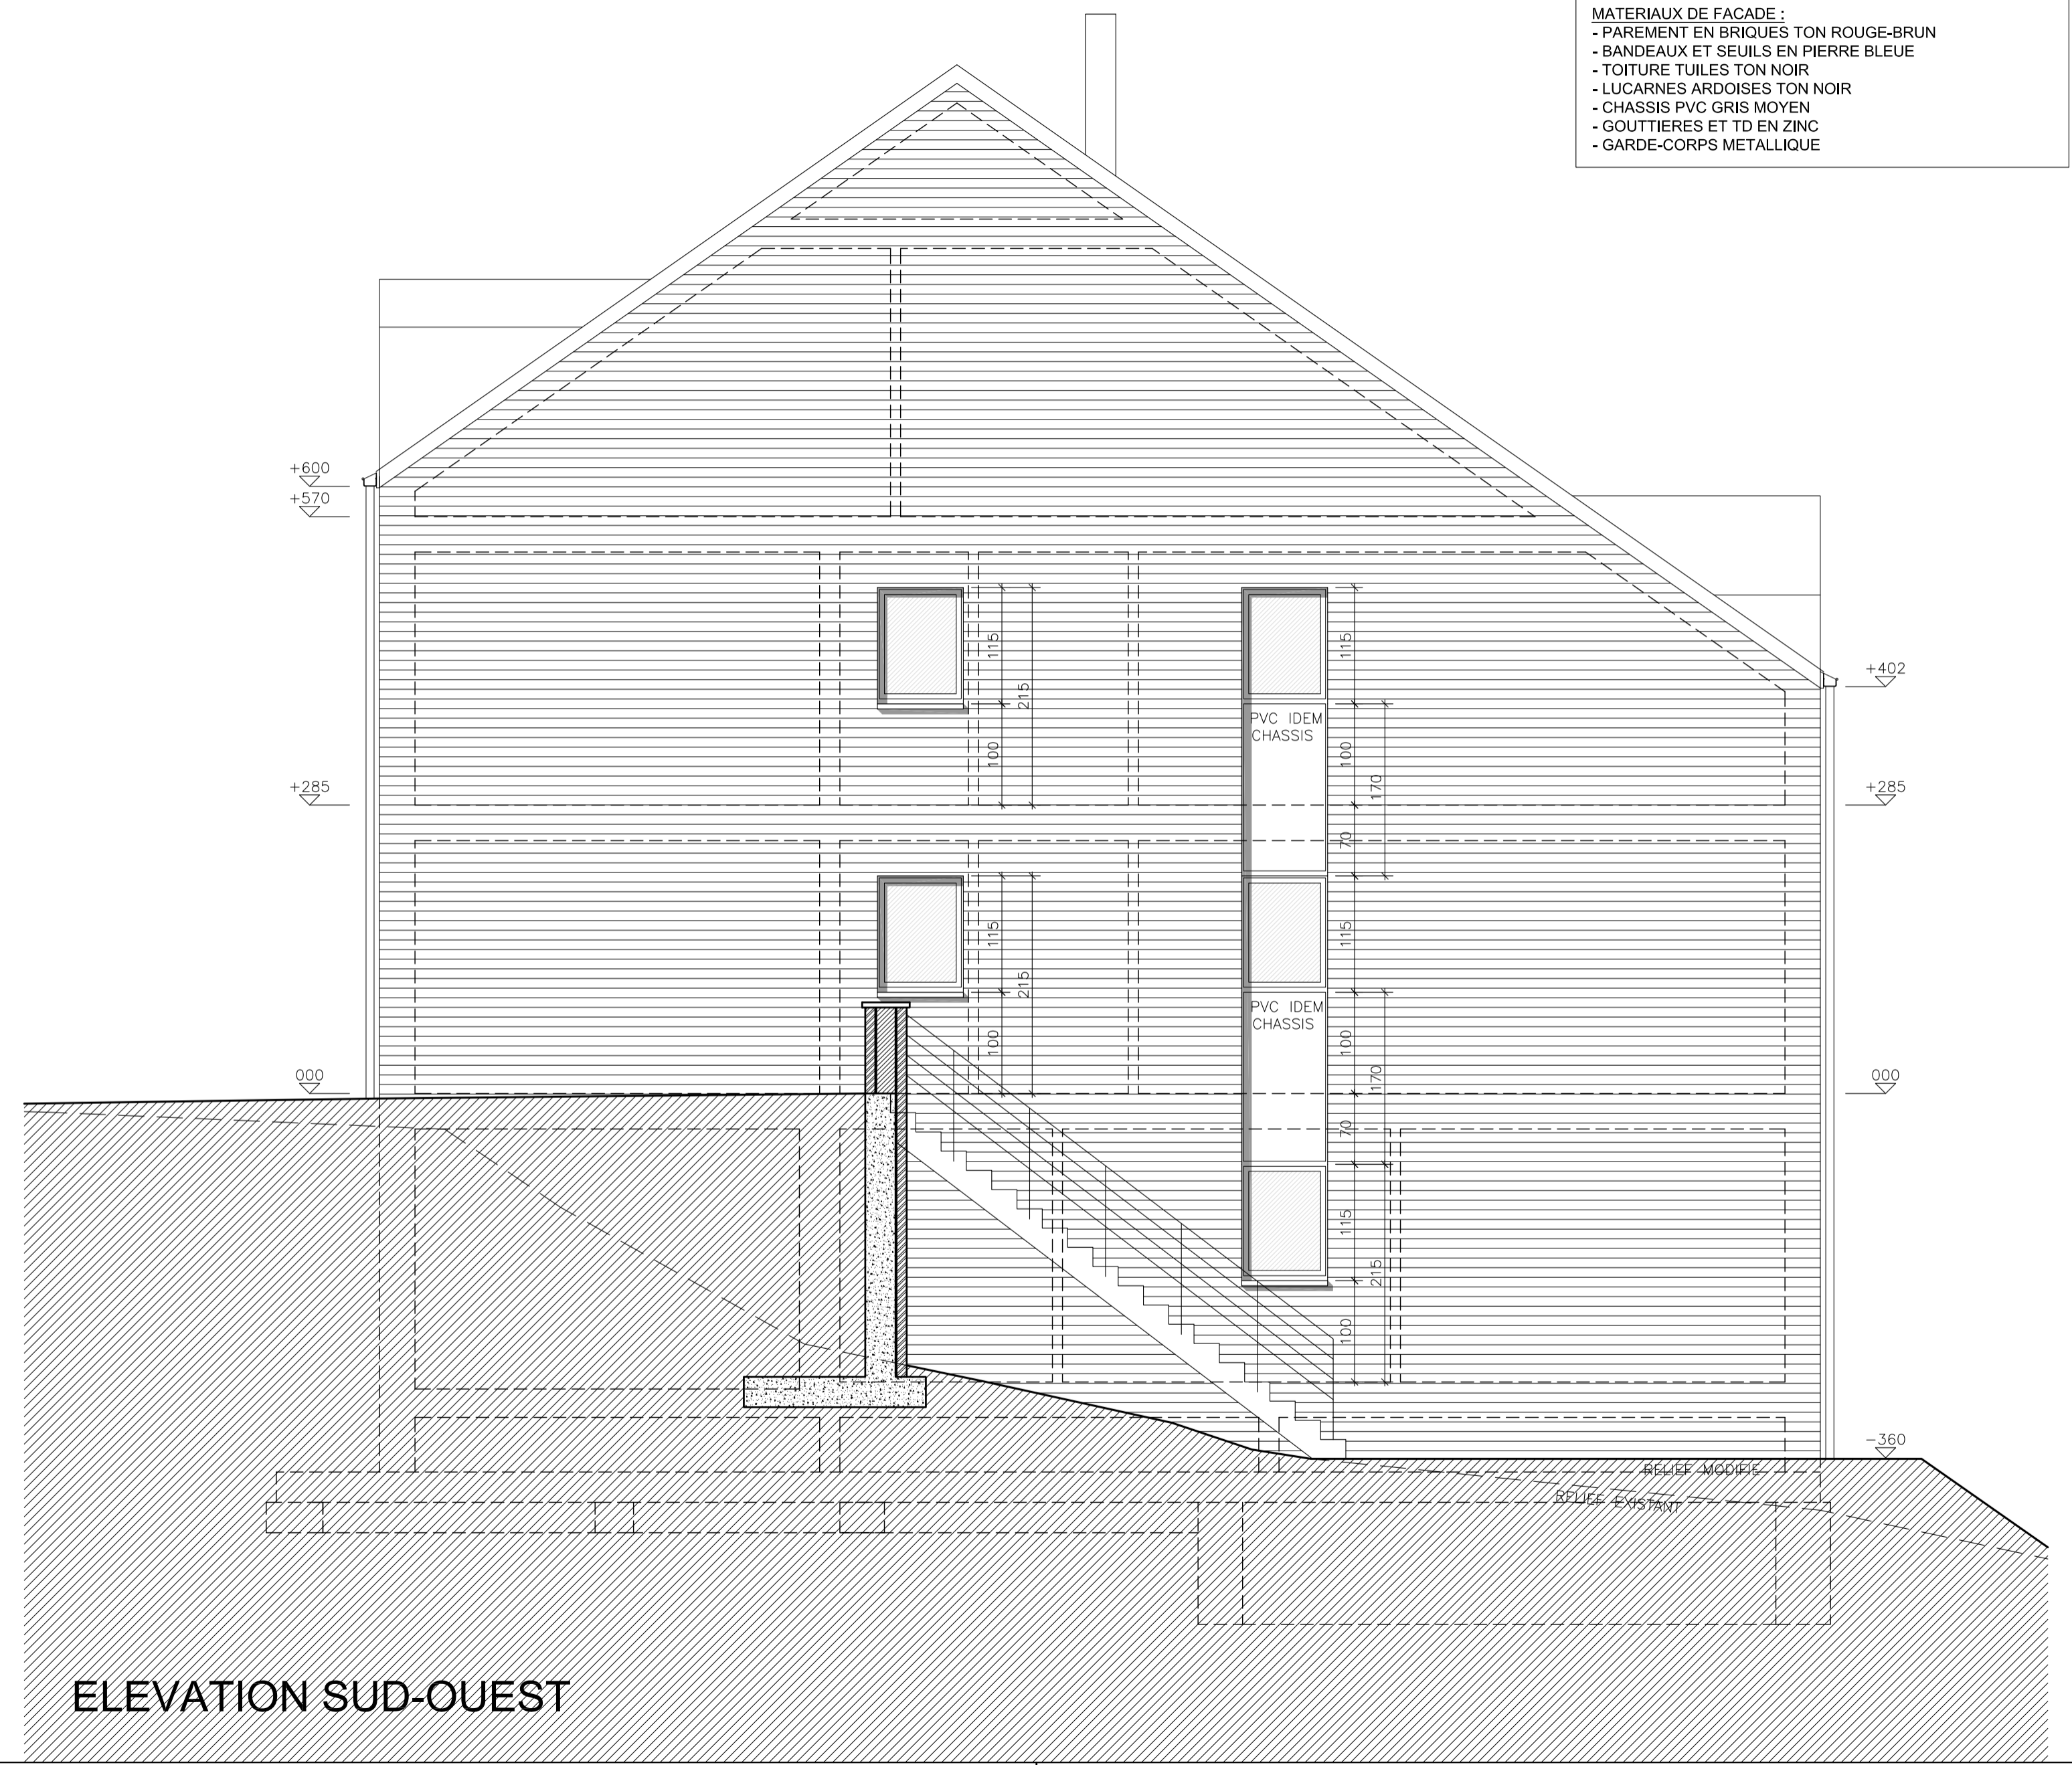 MATERIAUX DE FACADE :
- PAREMENT EN BRIQUES TON ROUGE-BRUN
- BANDEAUX ET SEUILS EN PIERRE BLEUE
- TOITURE TUILES TON NOIR
- LUCARNES ARDOISES TON NOIR
- CHASSIS PVC GRIS MOYEN
- GOUTTIERES ET TD EN ZINC
- GARDE-CORPS METALLIQUE
+600
+570
+402
115
215
100
115
PVC IDEM
CHASSIS
100
170
70
+285
+285
115
215
100
115
PVC IDEM
CHASSIS
100
170
70
000
000
115
215
100
-360
RELIEF MODIFIE
RELIEF EXISTANT
ELEVATION SUD-OUEST